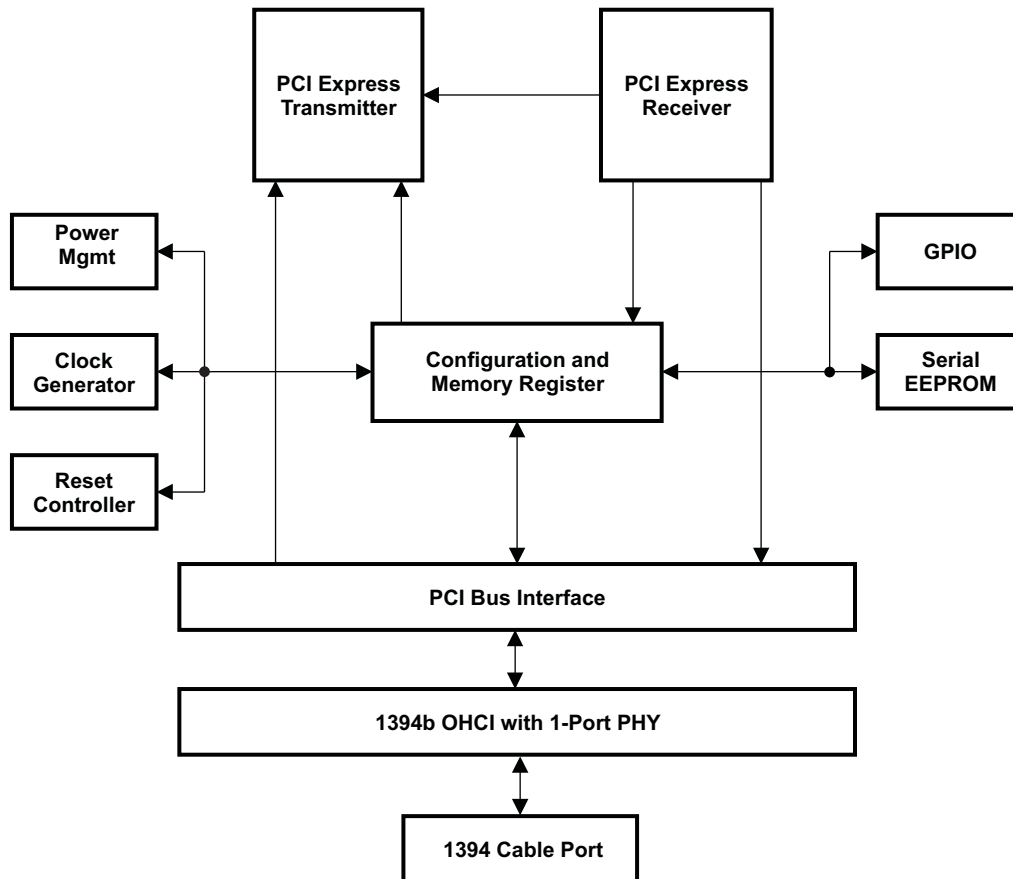 PCI Express
Transmitter
PCI Express
Receiver
Power
Mgmt
GPIO
Clock
Generator
Configuration and
Memory Register
Serial
EEPROM
Reset
Controller
PCI Bus Interface
1394b OHCI with 1-Port PHY
1394 Cable Port